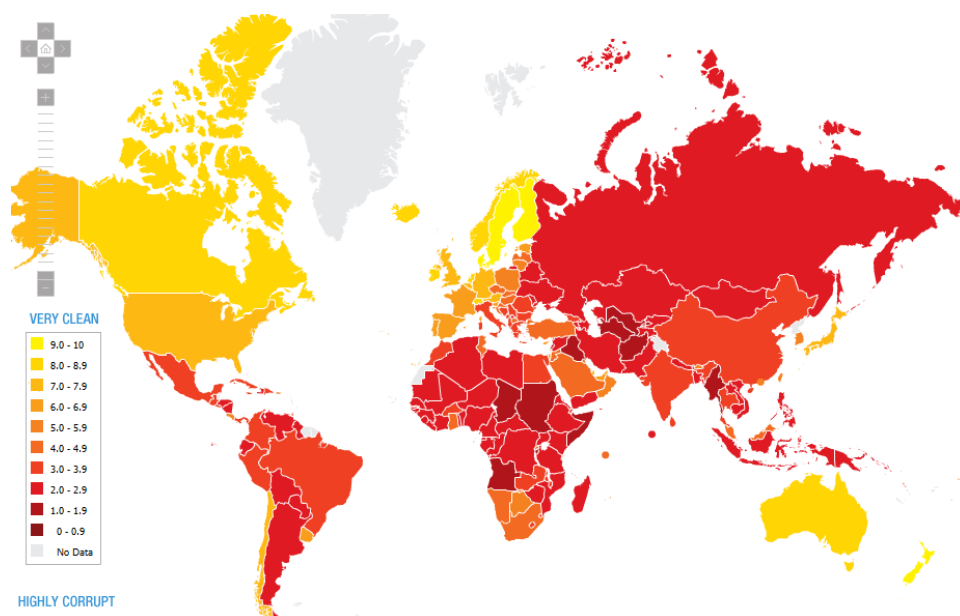 VERY CLEAN
9.0 - 10
8.0 - 8.9
7.0 - 7.9
6.0 - 6.9
5.0 - 5.9
4.0 - 4.9
3.0 - 3.9
2.0 - 2.9
1.0 - 1.9
0 - 0.9
No Data
HIGHLY CORRUPT